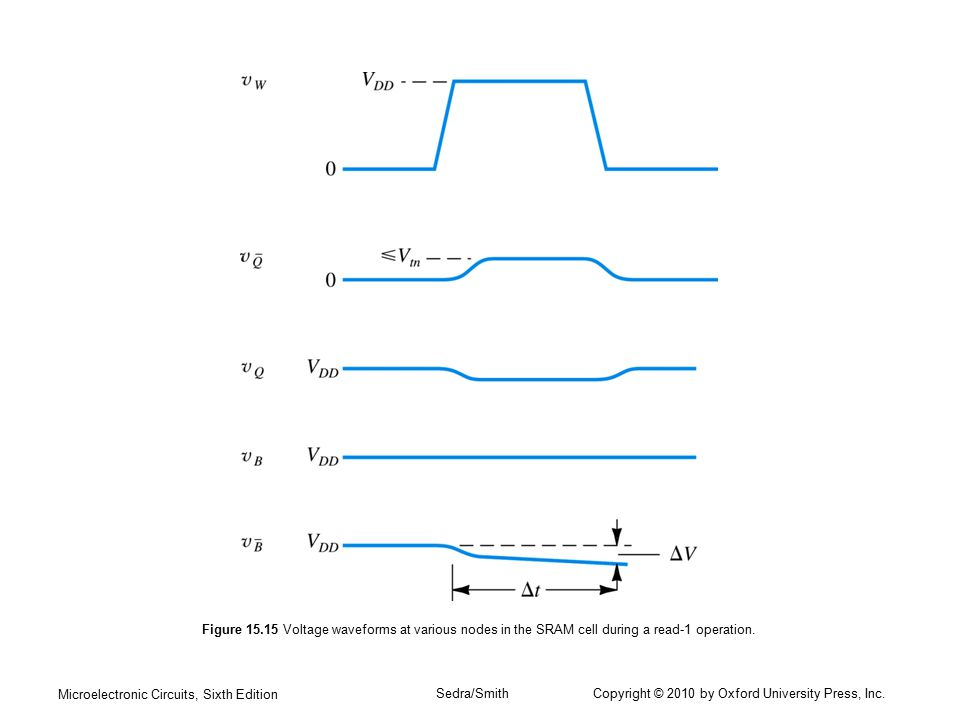 v_W V_DD
0
v_Q̄ ≤V_tn
0
v_Q V_DD
v_B V_DD
v_B̄ V_DD
ΔV
Δt
Figure 15.15 Voltage waveforms at various nodes in the SRAM cell during a read-1 operation.
Microelectronic Circuits, Sixth Edition Sedra/Smith Copyright © 2010 by Oxford University Press, Inc.